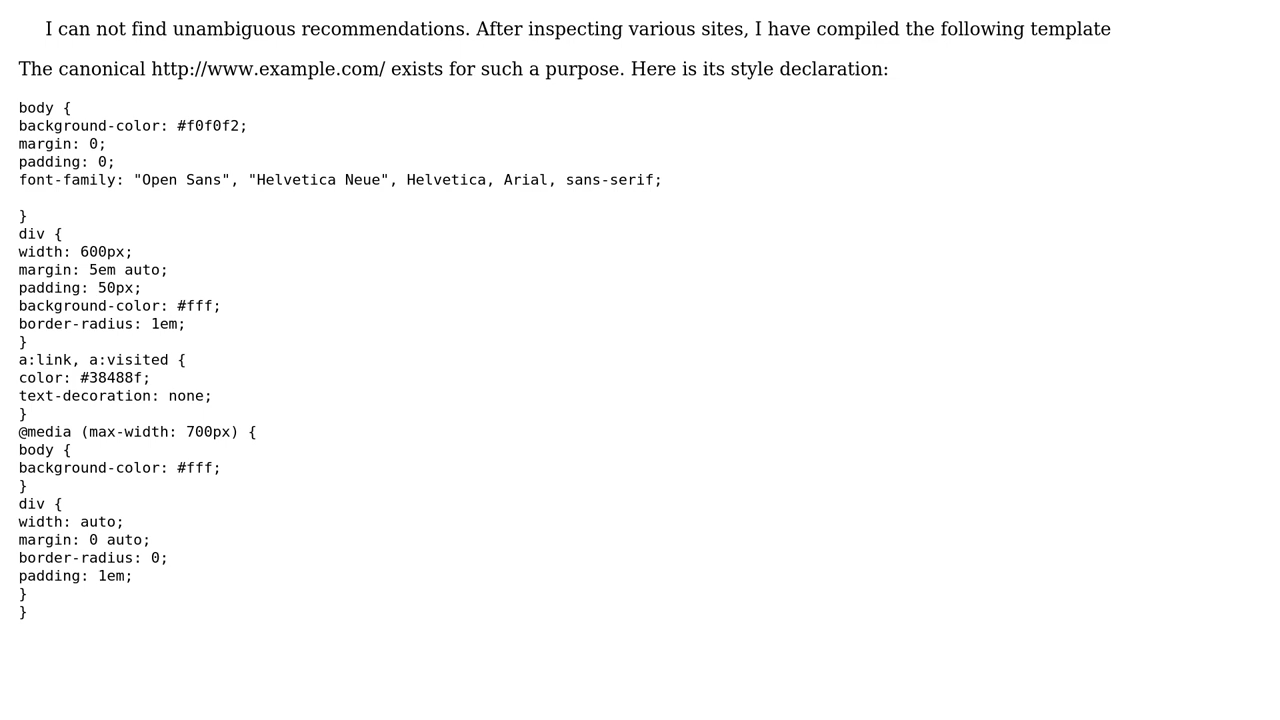 I can not find unambiguous recommendations. After inspecting various sites, I have compiled the following template
The canonical http://www.example.com/ exists for such a purpose. Here is its style declaration:
body {
background-color: #f0f0f2;
margin: 0;
padding: 0;
font-family: "Open Sans", "Helvetica Neue", Helvetica, Arial, sans-serif;
}
div {
width: 600px;
margin: 5em auto;
padding: 50px;
background-color: #fff;
border-radius: 1em;
}
a:link, a:visited {
color: #38488f;
text-decoration: none;
}
@media (max-width: 700px) {
body {
background-color: #fff;
}
div {
width: auto;
margin: 0 auto;
border-radius: 0;
padding: 1em;
}
}